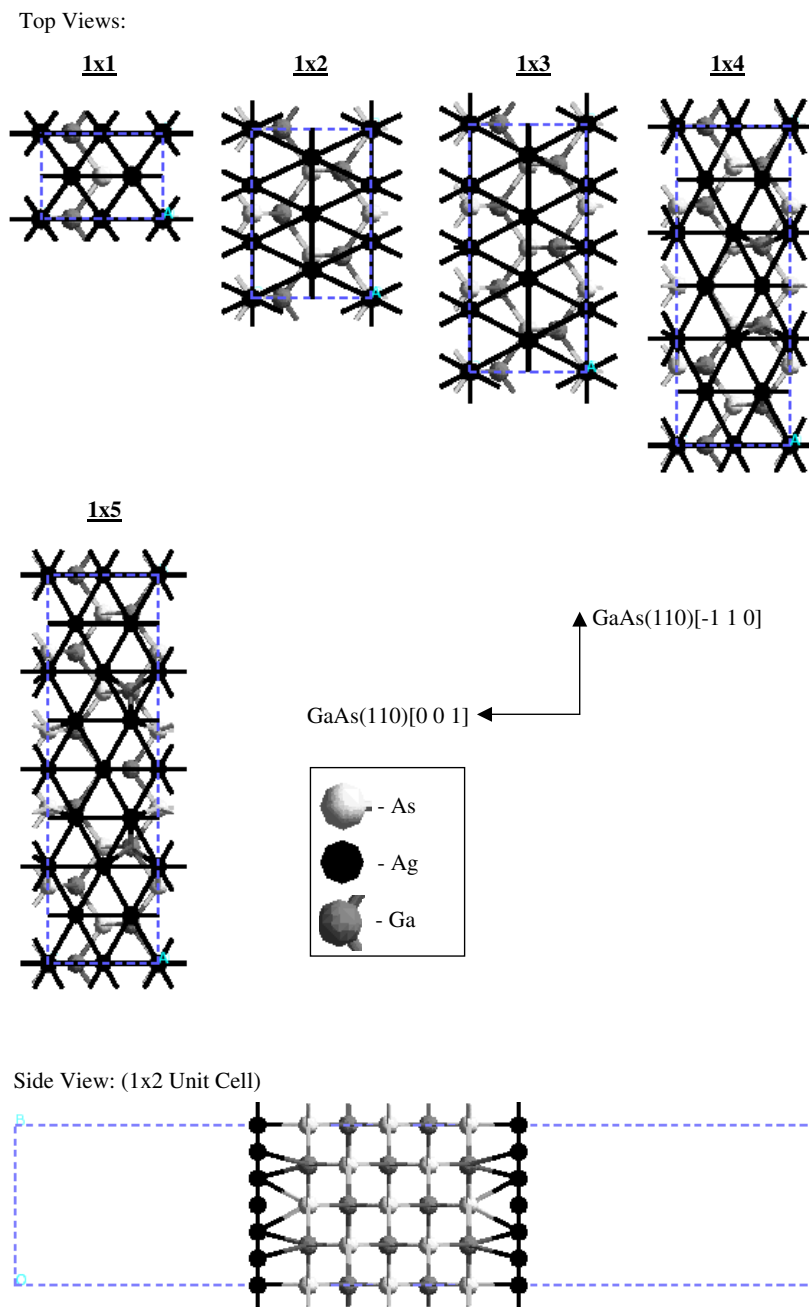 Top Views:
1x1 1x2 1x3 1x4
A
A
A
A
1x5
A
GaAs(110)[-1 1 0]
GaAs(110)[0 0 1]
- As
- Ag
- Ga
Side View: (1x2 Unit Cell)
B
O